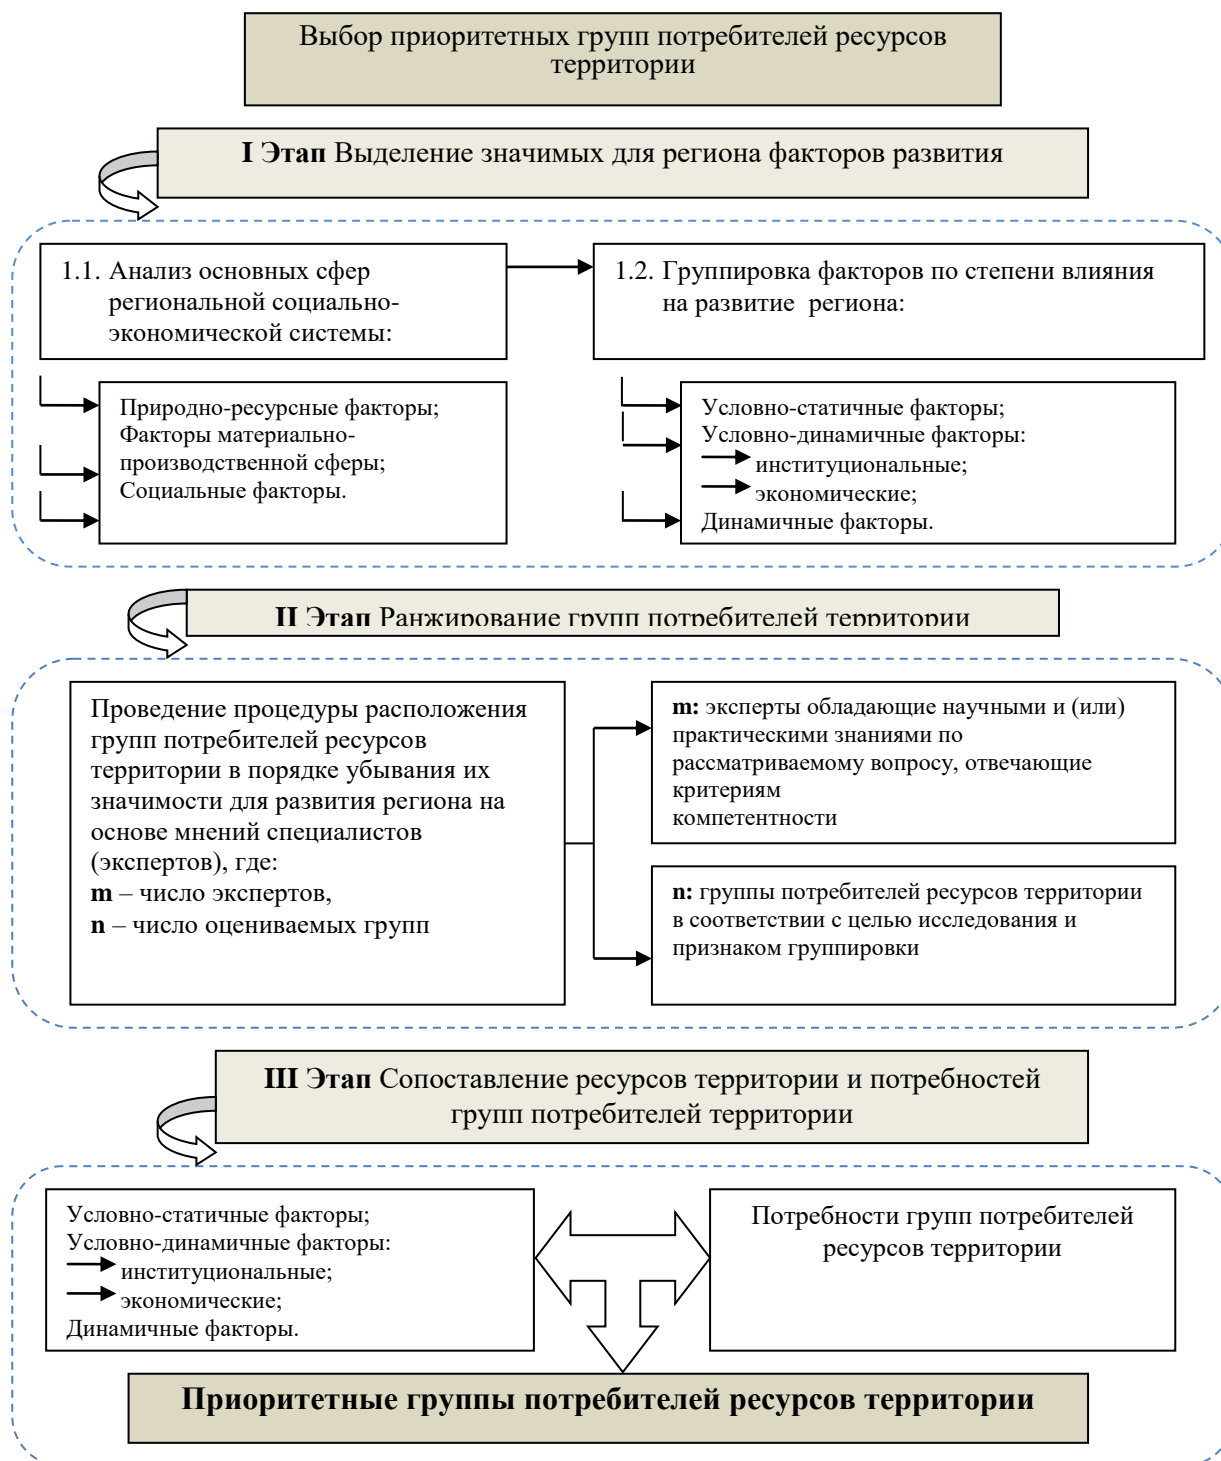 Выбор приоритетных групп потребителей ресурсов
территории
I Этап Выделение значимых для региона факторов развития
1.1. Анализ основных сфер
региональной социально-
экономической системы:
1.2. Группировка факторов по степени влияния
на развитие региона:
Природно-ресурсные факторы;
Факторы материально-
производственной сферы;
Социальные факторы.
Условно-статичные факторы;
Условно-динамичные факторы:
институциональные;
экономические;
Динамичные факторы.
II Этап Ранжирование групп потребителей территории
Проведение процедуры расположения
групп потребителей ресурсов
территории в порядке убывания их
значимости для развития региона на
основе мнений специалистов
(экспертов), где:
m – число экспертов,
n – число оцениваемых групп
m: эксперты обладающие научными и (или)
практическими знаниями по
рассматриваемому вопросу, отвечающие
критериям
компетентности
n: группы потребителей ресурсов территории
в соответствии с целью исследования и
признаком группировки
III Этап Сопоставление ресурсов территории и потребностей
групп потребителей территории
Условно-статичные факторы;
Условно-динамичные факторы:
институциональные;
экономические;
Динамичные факторы.
Потребности групп потребителей
ресурсов территории
Приоритетные группы потребителей ресурсов территории